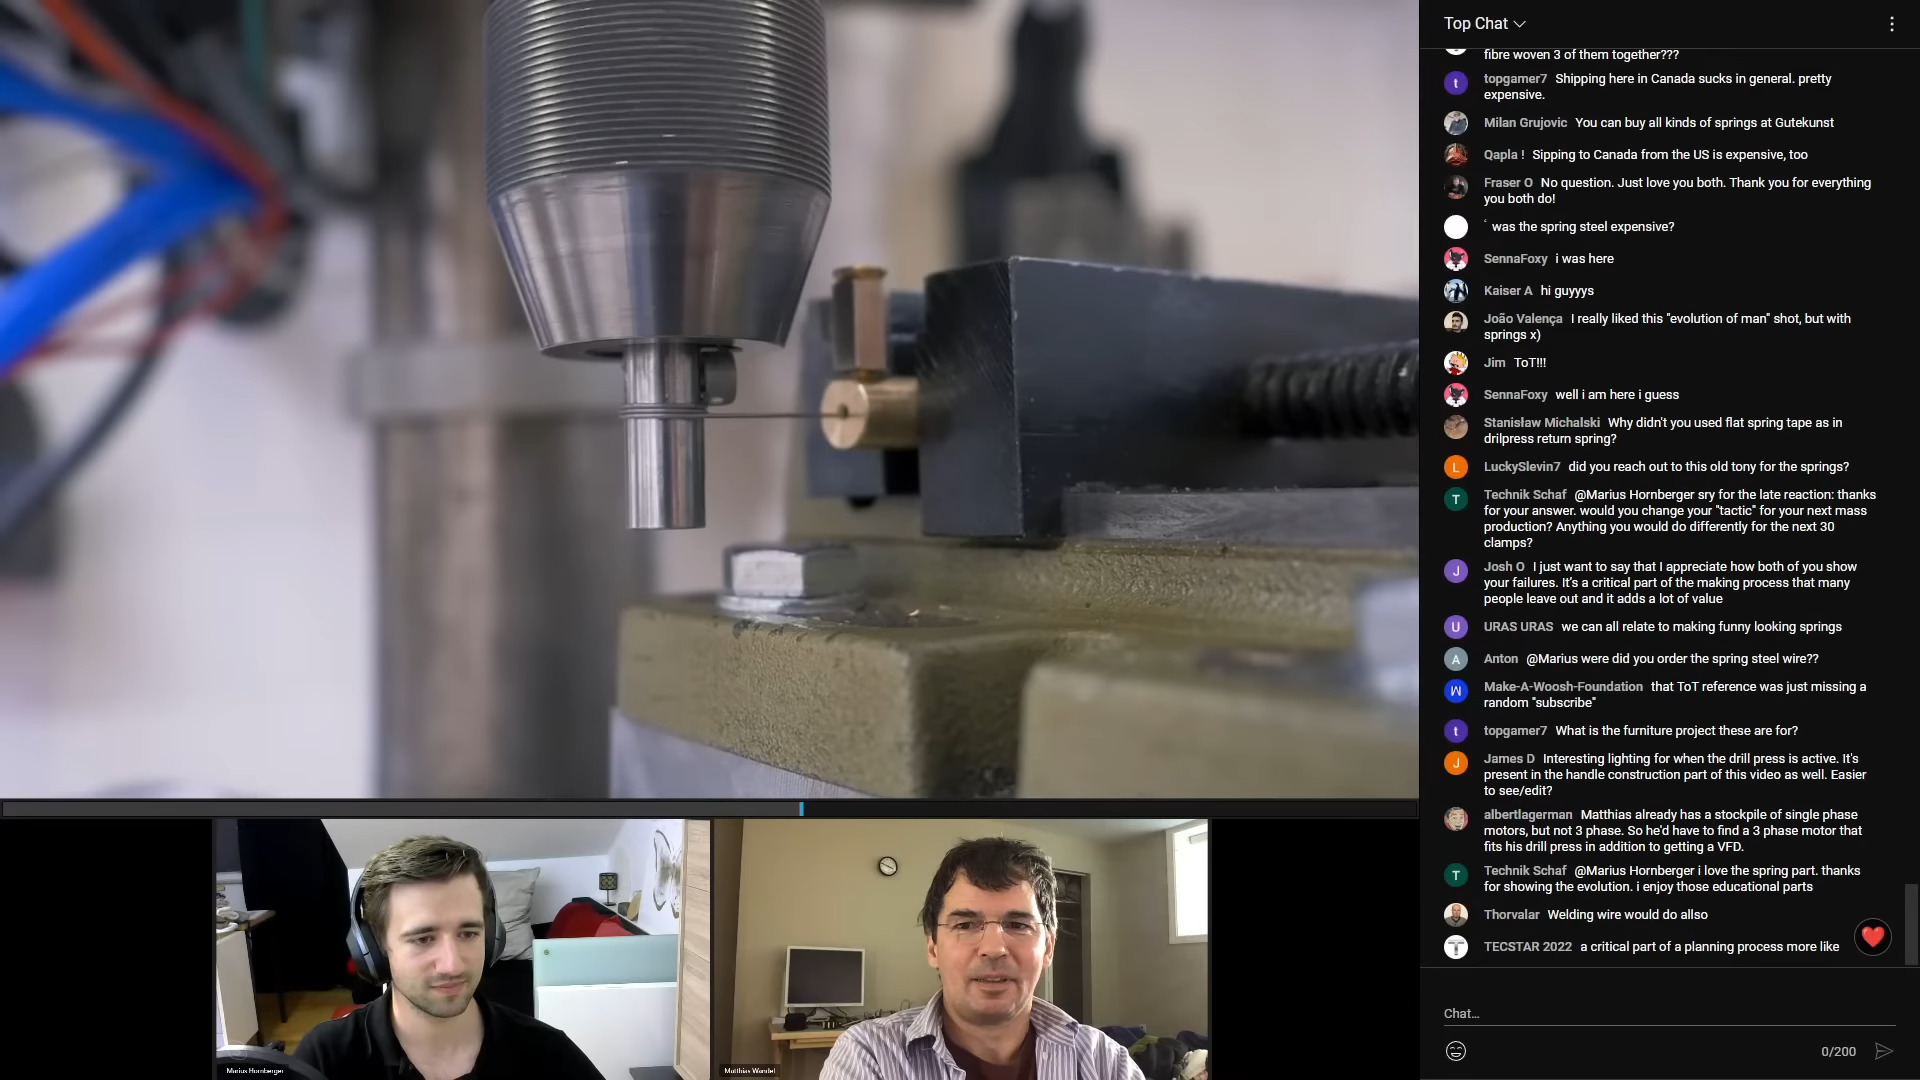 Top Chat
fibre woven 3 of them together???
topgamer7 Shipping here in Canada sucks in general. pretty
expensive.
Milan Grujovic You can buy all kinds of springs at Gutekunst
Qapla ! Sipping to Canada from the US is expensive, too
Fraser O No question. Just love you both. Thank you for everything
you both do!
‘ was the spring steel expensive?
SennaFoxy i was here
Kaiser A hi guyyys
João Valença I really liked this "evolution of man" shot, but with
springs x)
Jim ToT!!!
SennaFoxy well i am here i guess
Stanisław Michalski Why didn't you used flat spring tape as in
drilpress return spring?
L
LuckySlevin7 did you reach out to this old tony for the springs?
T
Technik Schaf @Marius Hornberger sry for the late reaction: thanks
for your answer. would you change your "tactic" for your next mass
production? Anything you would do differently for the next 30
clamps?
J
Josh O I just want to say that I appreciate how both of you show
your failures. It's a critical part of the making process that many
people leave out and it adds a lot of value
U
URAS URAS we can all relate to making funny looking springs
A
Anton @Marius were did you order the spring steel wire??
Make-A-Woosh-Foundation that ToT reference was just missing a
random "subscribe"
t
topgamer7 What is the furniture project these are for?
J
James D Interesting lighting for when the drill press is active. It's
present in the handle construction part of this video as well. Easier
to see/edit?
albertlagerman Matthias already has a stockpile of single phase
motors, but not 3 phase. So he'd have to find a 3 phase motor that
fits his drill press in addition to getting a VFD.
T
Technik Schaf @Marius Hornberger i love the spring part. thanks
for showing the evolution. i enjoy those educational parts
Thorvalar Welding wire would do allso
TECSTAR 2022 a critical part of a planning process more like
Chat...
0/200
Marius Hornberger
Matthias Wandel